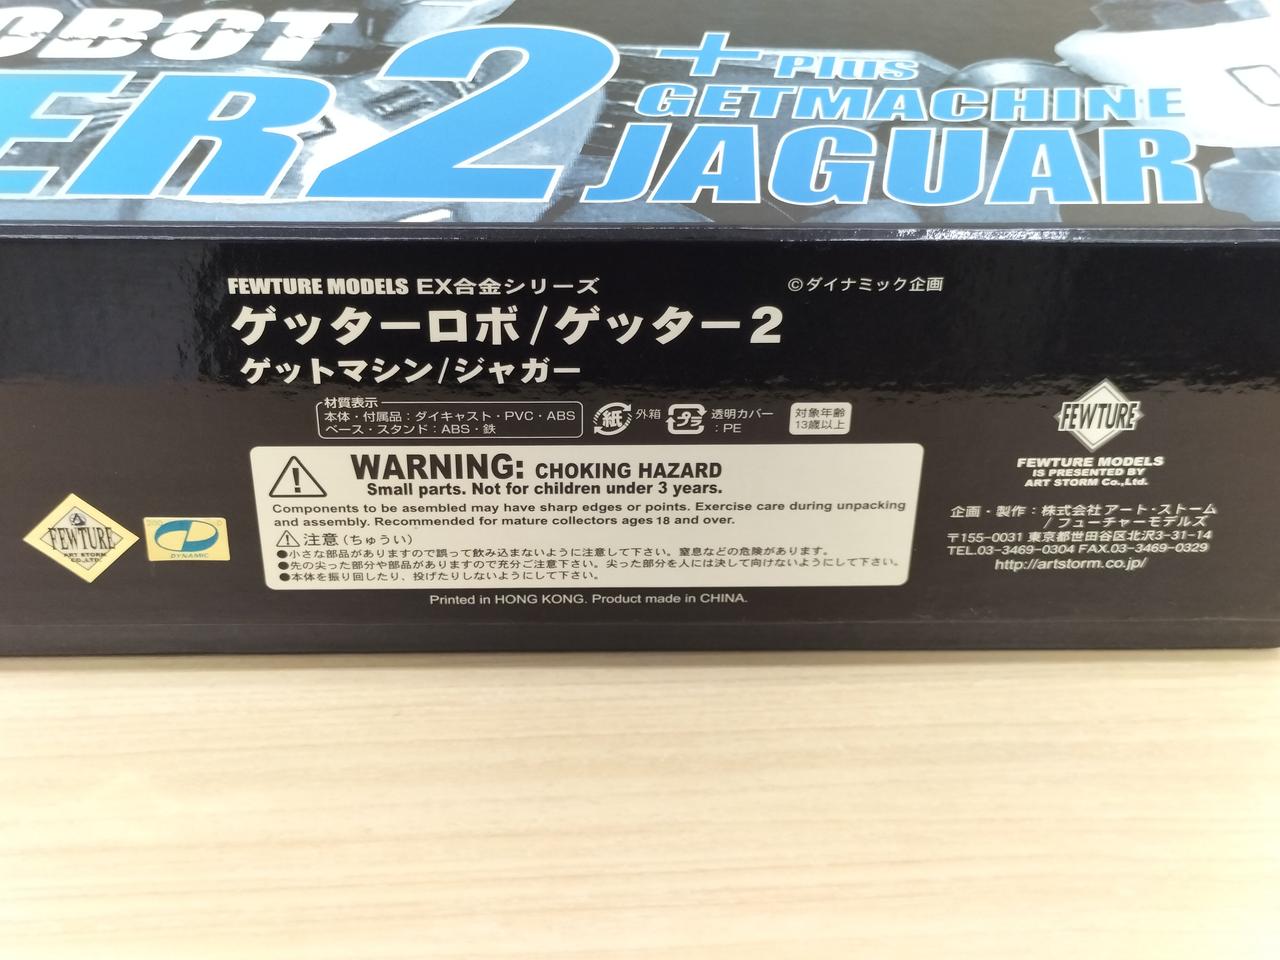 OBOT
ER 2
+ Plus
GETMACHINE
JAGUAR
FEWTURE MODELS EX合金シリーズ
©ダイナミック企画
ゲッターロボ/ゲッター2
ゲットマシン/ジャガー
材質表示
本体・付属品:ダイキャスト・PVC・ABS
ベース・スタンド:ABS・鉄
紙 外箱
プラ 透明カバー
:PE
対象年齢
13歳以上
WARNING: CHOKING HAZARD
Small parts. Not for children under 3 years.
Components to be asembled may have sharp edges or points. Exercise care during unpacking
and assembly. Recommended for mature collectors ages 18 and over.
注意(ちゅうい)
●小さな部品がありますので誤って飲み込まないように注意して下さい。窒息などの危険があります。
●先の尖った部分や部品がありますので充分ご注意下さい。尖った部分を人には決して向けないようにして下さい。
●本体を振り回したり、投げたりしないようにして下さい。
Printed in HONG KONG. Product made in CHINA.
FEWTURE
FEWTURE MODELS
IS PRESENTED BY
ART STORM Co.,Ltd.
企画・製作:株式会社アート・ストーム
/フューチャーモデルズ
〒155-0031 東京都世田谷区北沢3-31-14
TEL.03-3469-0304 FAX.03-3469-0329
http://artstorm.co.jp/
FEWTURE
ART STORM
CO.,LTD.
DYNAMIC